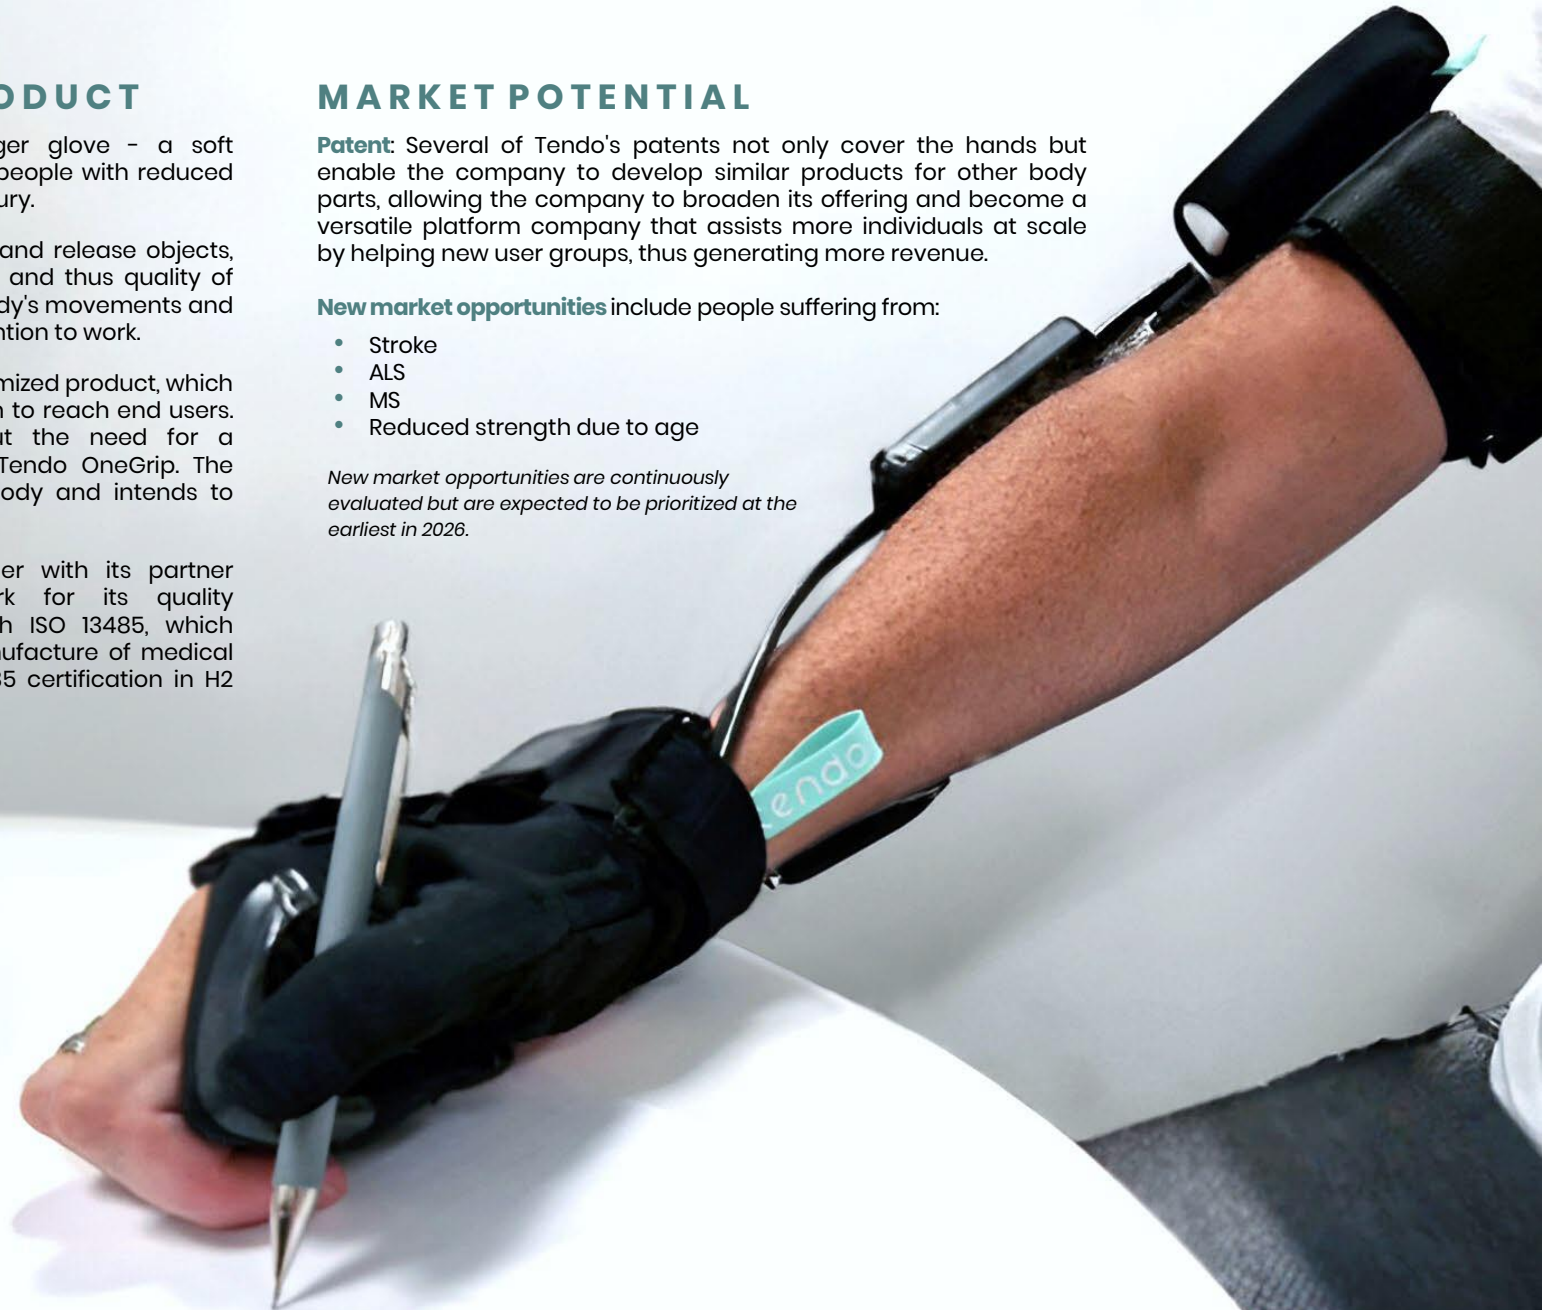 ODUCT
ger glove - a soft
people with reduced
ury.
and release objects,
and thus quality of
dy's movements and
ntion to work.
mized product, which
n to reach end users.
ut the need for a
Tendo OneGrip. The
ody and intends to
er with its partner
rk for its quality
h ISO 13485, which
nufacture of medical
85 certification in H2
MARKET POTENTIAL
Patent: Several of Tendo's patents not only cover the hands but
enable the company to develop similar products for other body
parts, allowing the company to broaden its offering and become a
versatile platform company that assists more individuals at scale
by helping new user groups, thus generating more revenue.
New market opportunities include people suffering from:
• Stroke
• ALS
• MS
• Reduced strength due to age
New market opportunities are continuously
evaluated but are expected to be prioritized at the
earliest in 2026.
tendo